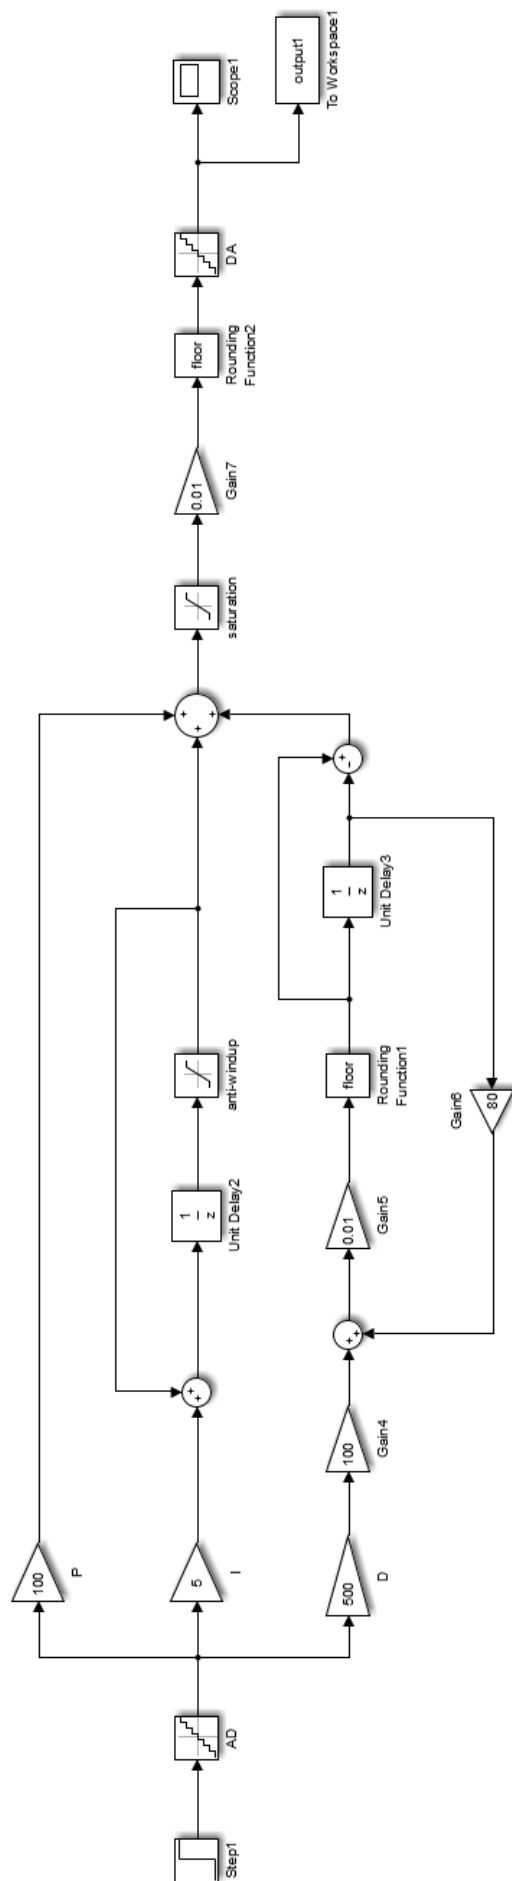 Step1
AD
100
P
5
I
500
D
100
Gain4
+
+
+
+
1
z
Unit Delay2
anti-windup
0.01
Gain5
floor
Rounding
Function1
80
Gain6
1
z
Unit Delay3
-
+
+
+
+
saturation
0.01
Gain7
floor
Rounding
Function2
DA
Scope1
output1
To Workspace1